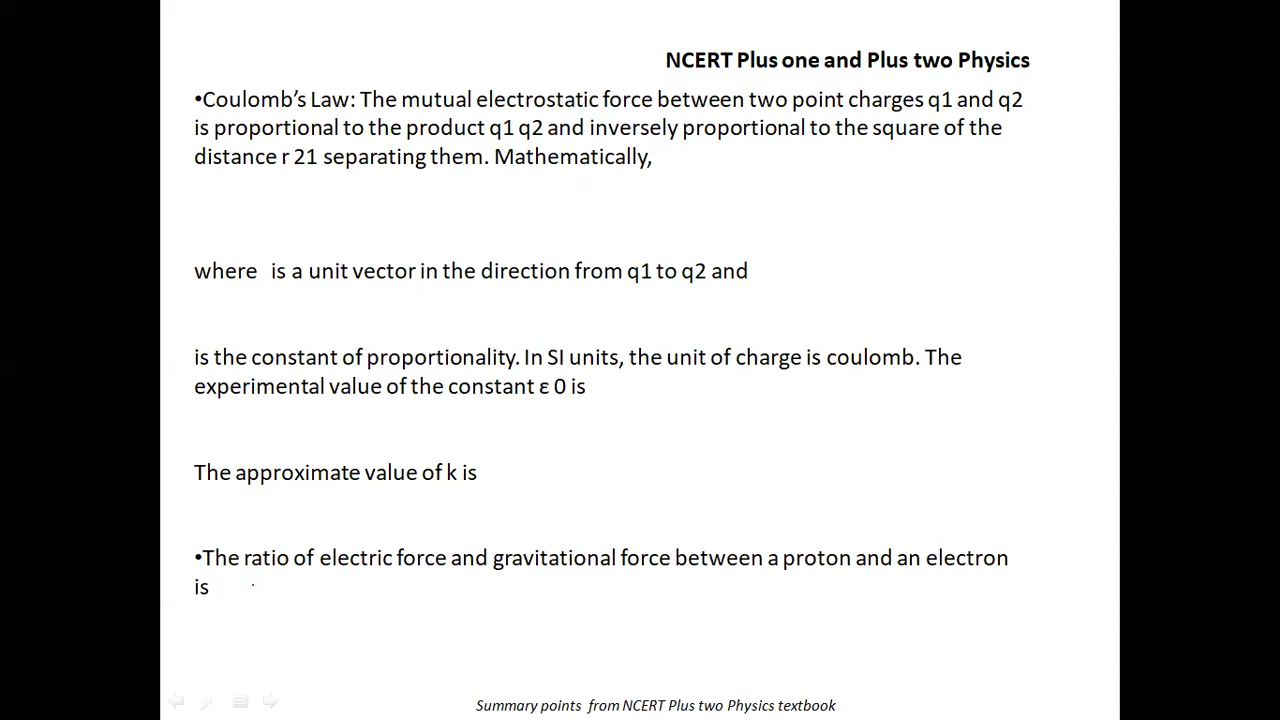 NCERT Plus one and Plus two Physics
•Coulomb’s Law: The mutual electrostatic force between two point charges q1 and q2
is proportional to the product q1 q2 and inversely proportional to the square of the
distance r 21 separating them. Mathematically,
where is a unit vector in the direction from q1 to q2 and
is the constant of proportionality. In SI units, the unit of charge is coulomb. The
experimental value of the constant ε 0 is
The approximate value of k is
•The ratio of electric force and gravitational force between a proton and an electron
is
Summary points from NCERT Plus two Physics textbook